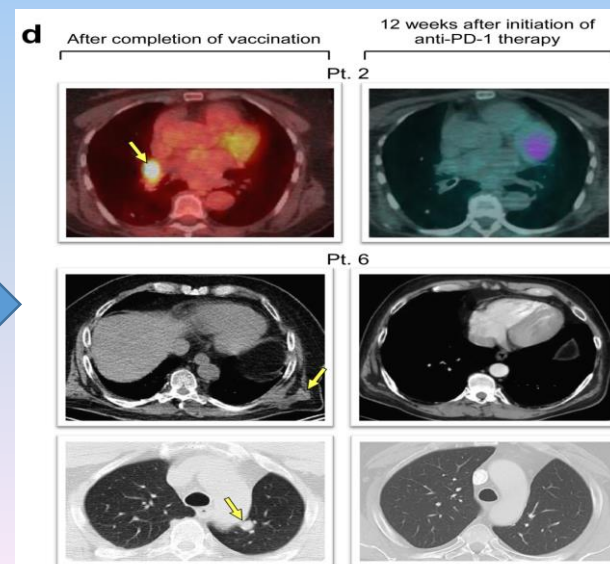 d
After completion of vaccination
12 weeks after initiation of
anti-PD-1 therapy
Pt. 2
Pt. 6